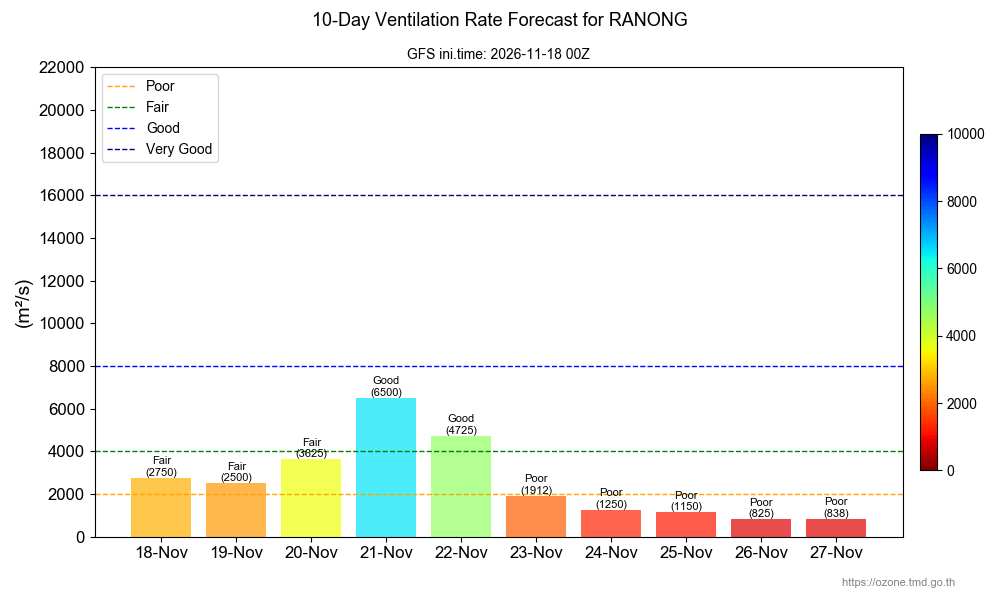 10-Day Ventilation Rate Forecast for RANONG
GFS ini.time: 2026-11-18 00Z
22000
20000
18000
16000
14000
12000
10000
8000
6000
4000
2000
0
(m²/s)
Poor
Fair
Good
Very Good
Fair
(2750)
Fair
(2500)
Fair
(3625)
Good
(6500)
Good
(4725)
Poor
(1912)
Poor
(1250)
Poor
(1150)
Poor
(825)
Poor
(838)
18-Nov
19-Nov
20-Nov
21-Nov
22-Nov
23-Nov
24-Nov
25-Nov
26-Nov
27-Nov
10000
8000
6000
4000
2000
0
https://ozone.tmd.go.th